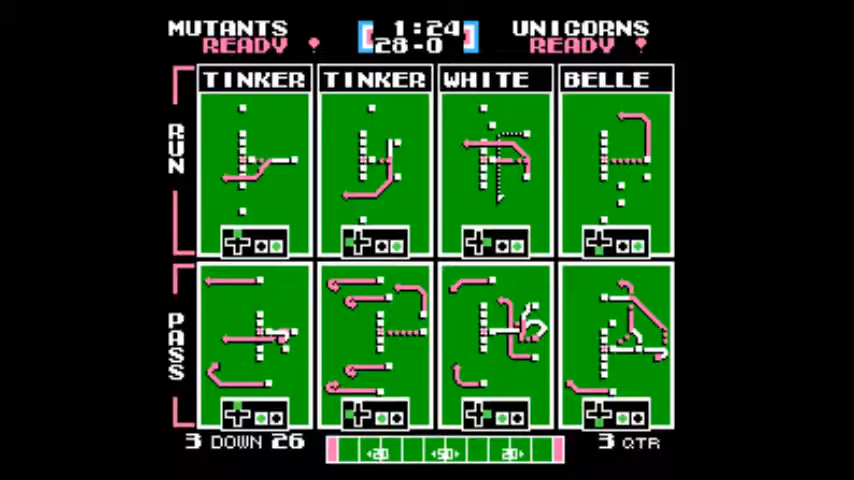 MUTANTS 1:24 UNICORNS
READY 28-0 READY
TINKER TINKER WHITE BELLE
RUN
PASS
3 DOWN 26 20 50 20 3 QTR